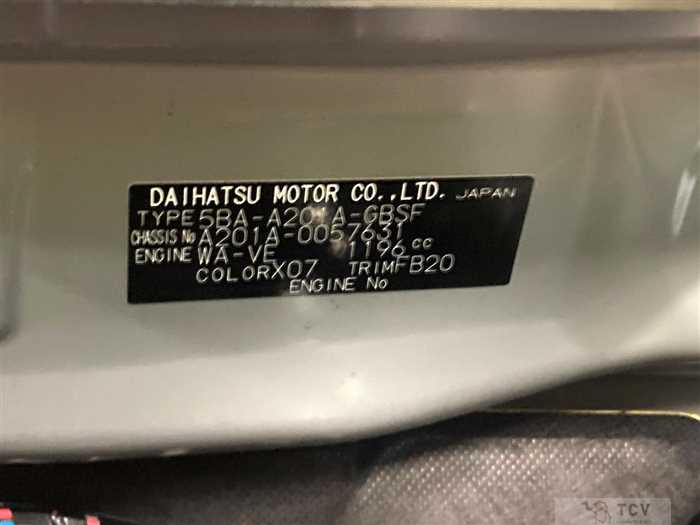 DAIHATSU MOTOR CO.,LTD. JAPAN
TYPE 5BA-A201A-GBSF
CHASSIS No A201A-0057631
ENGINE WA-VE 1196 cc
COLOR X07 TRIM FB20
ENGINE No
TCV